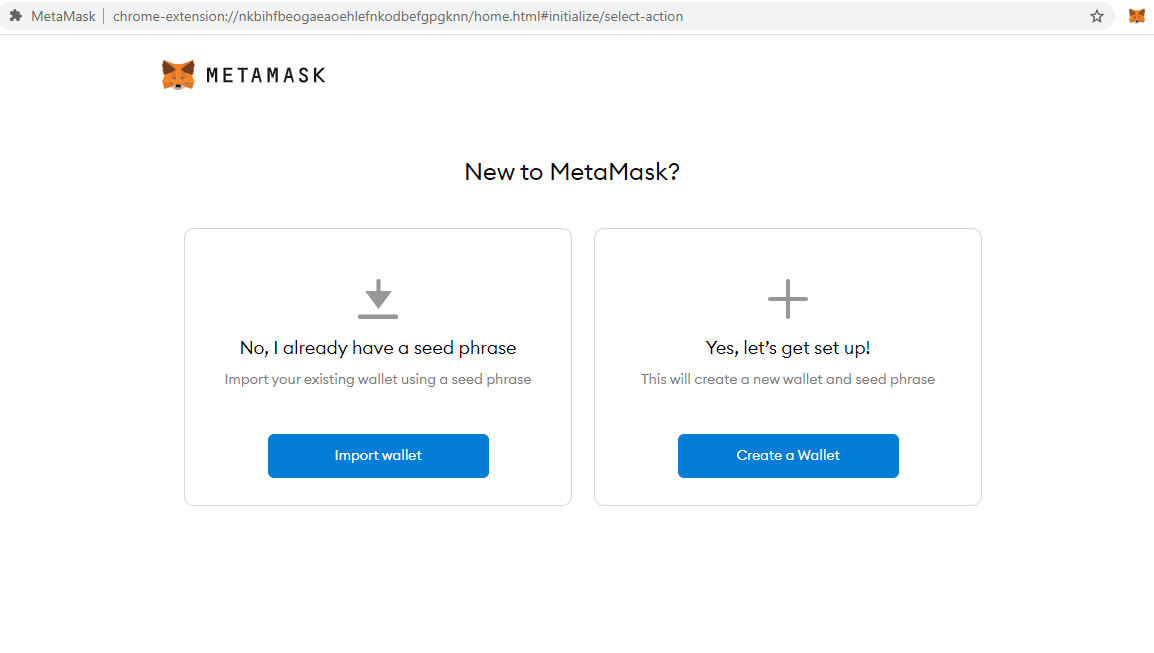 MetaMask chrome-extension://nkbihfbeogaeaoehlefnkodbefgpgknn/home.html#initialize/select-action
METAMASK
New to MetaMask?
No, I already have a seed phrase
Import your existing wallet using a seed phrase
Import wallet
Yes, let’s get set up!
This will create a new wallet and seed phrase
Create a Wallet